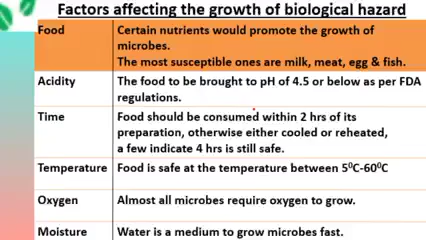 Factors affecting the growth of biological hazard
Food Certain nutrients would promote the growth of
microbes.
The most susceptible ones are milk, meat, egg & fish.
Acidity The food to be brought to pH of 4.5 or below as per FDA
regulations.
Time Food should be consumed within 2 hrs of its
preparation, otherwise either cooled or reheated,
a few indicate 4 hrs is still safe.
Temperature Food is safe at the temperature between 5⁰C-60⁰C
Oxygen Almost all microbes require oxygen to grow.
Moisture Water is a medium to grow microbes fast.